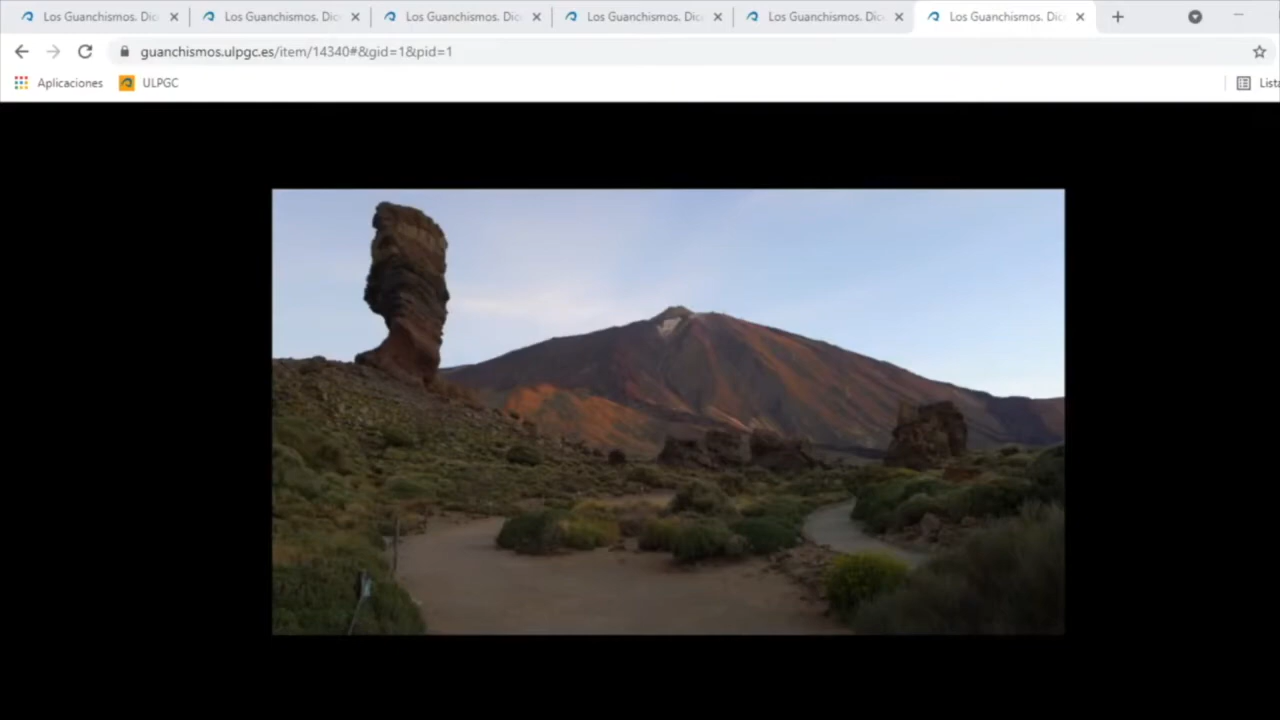 Los Guanchismos. Dic Los Guanchismos. Dic Los Guanchismos. Dic Los Guanchismos. Dic Los Guanchismos. Dic Los Guanchismos. Dic
guanchismos.ulpgc.es/item/14340#&gid=1&pid=1
Aplicaciones ULPGC Lista